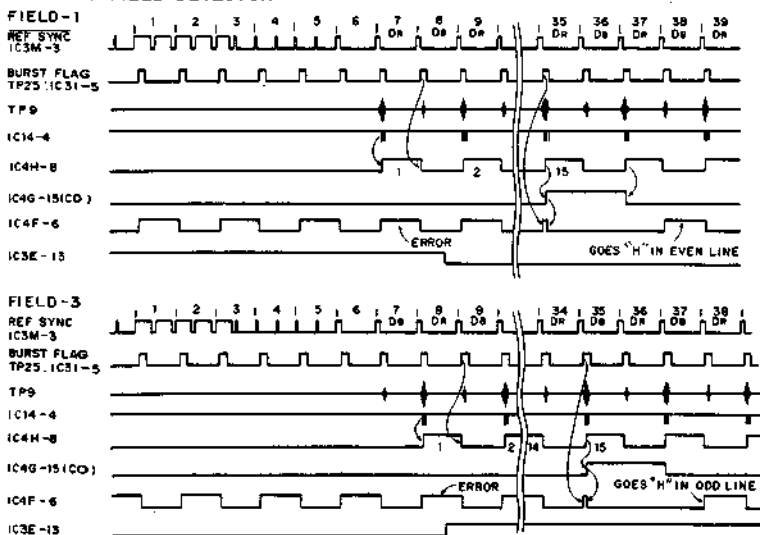 FIELD-1
1 2 3 4 5 6 7 8 9 35 36 37 38 39
DR DB DR DR DB DR DB DR
REF SYNC
IC3M-3
BURST FLAG
TP25. IC31-5
TP9
IC14-4
IC4H-8
1 2 15
IC4G-15(CO)
IC4F-6
ERROR
GOES "H" IN EVEN LINE
IC3E-13
FIELD-3
1 2 3 4 5 6 7 8 9 34 35 36 37 38
DB DR DB DR DB DR DB DR
REF SYNC
IC3M-3
BURST FLAG
TP25. IC31-5
TP9
IC14-4
IC4H-8
1 2 14 15
IC4G-15(CO)
IC4F-6
ERROR
GOES "H" IN ODD LINE
IC3E-13